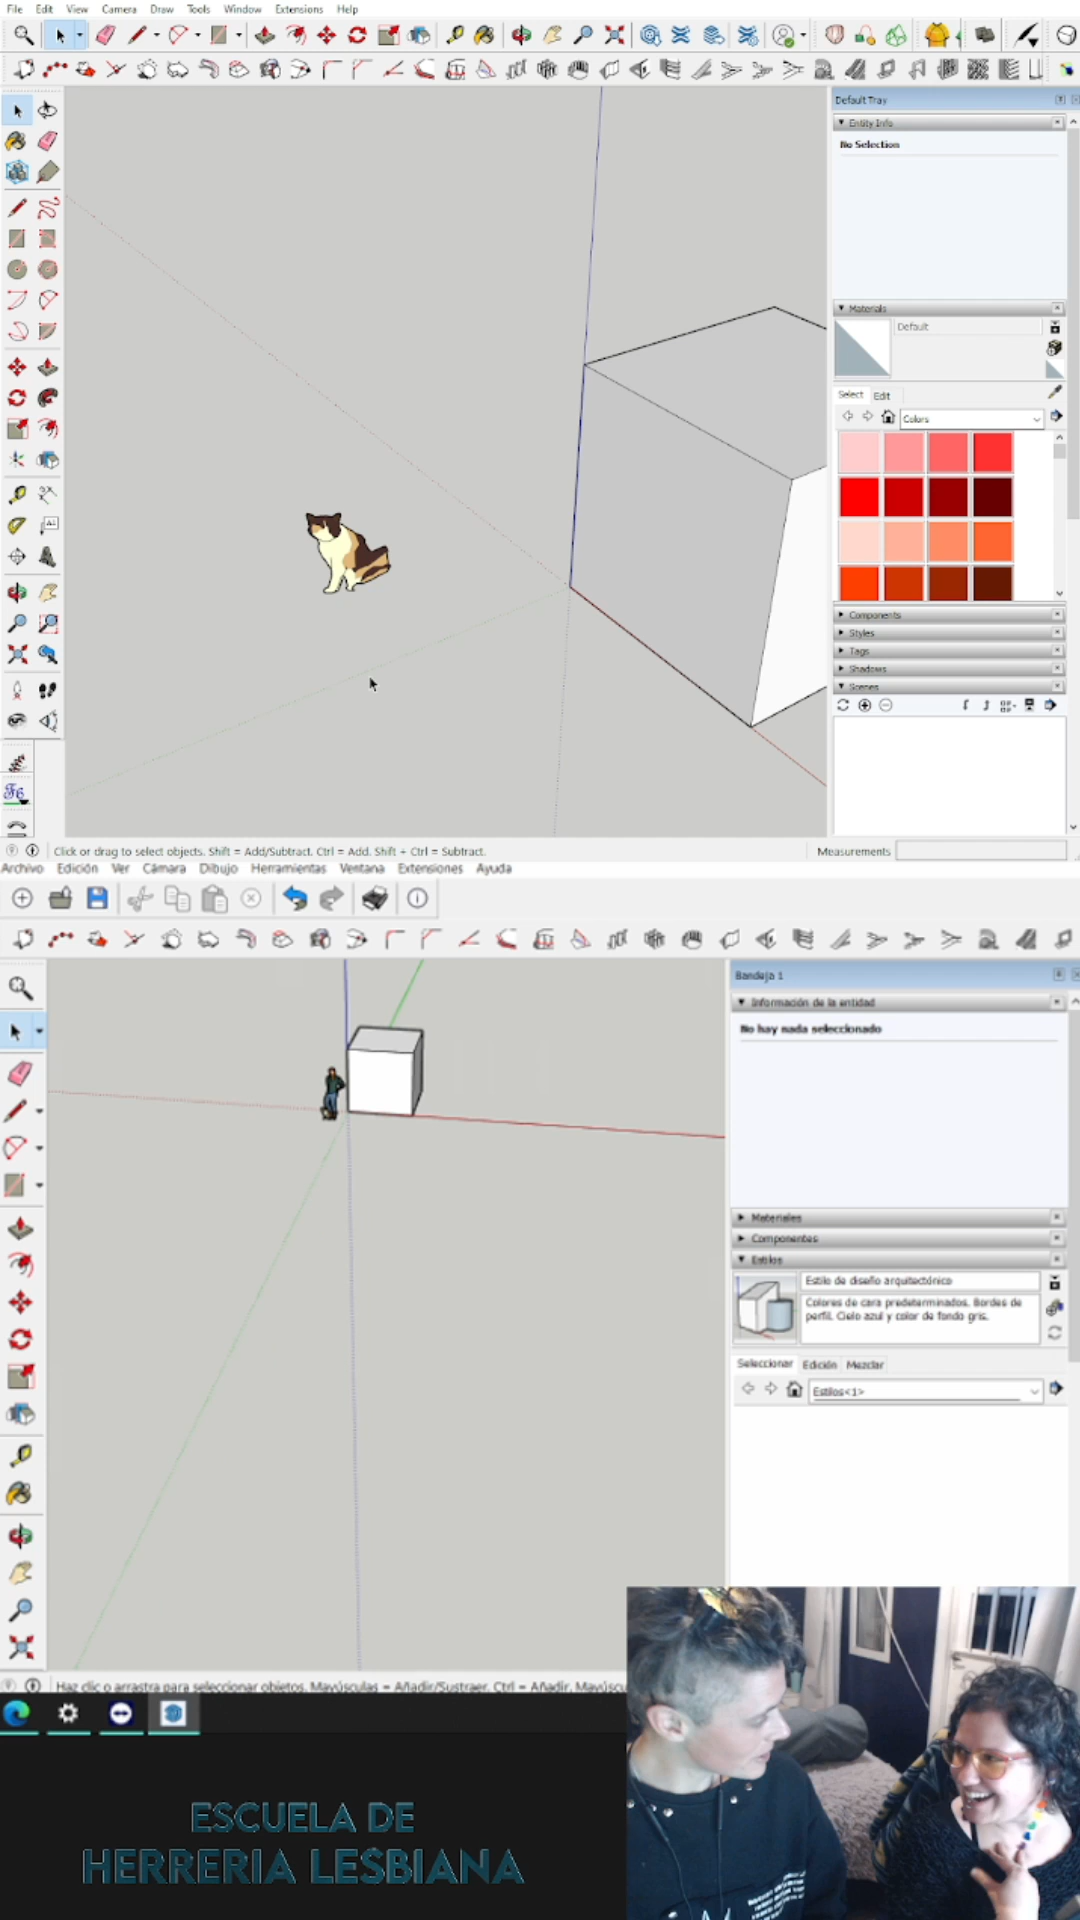 File Edit View Camera Draw Tools Window Extensions Help
Default Tray
Entity Info
No Selection
Materials
Default
Select Edit
Colors
Components
Styles
Tags
Shadows
Scenes
Click or drag to select objects. Shift = Add/Subtract. Ctrl = Add. Shift + Ctrl = Subtract.
Measurements
Archivo Edición Ver Cámara Dibujo Herramientas Ventana Extensiones Ayuda
Bandeja 1
Información de la entidad
No hay nada seleccionado
Materiales
Componentes
Estilos
Estilo de diseño arquitectónico
Colores de cara predeterminados. Bordes de
perfil. Cielo azul y color de fondo gris.
Seleccionar Edición Mezclar
Estilos<1>
Haz clic o arrastra para seleccionar objetos. Mayúsculas = Añadir/Sustraer. Ctrl = Añadir. Mayúscu
ESCUELA DE
HERRERIA LESBIANA